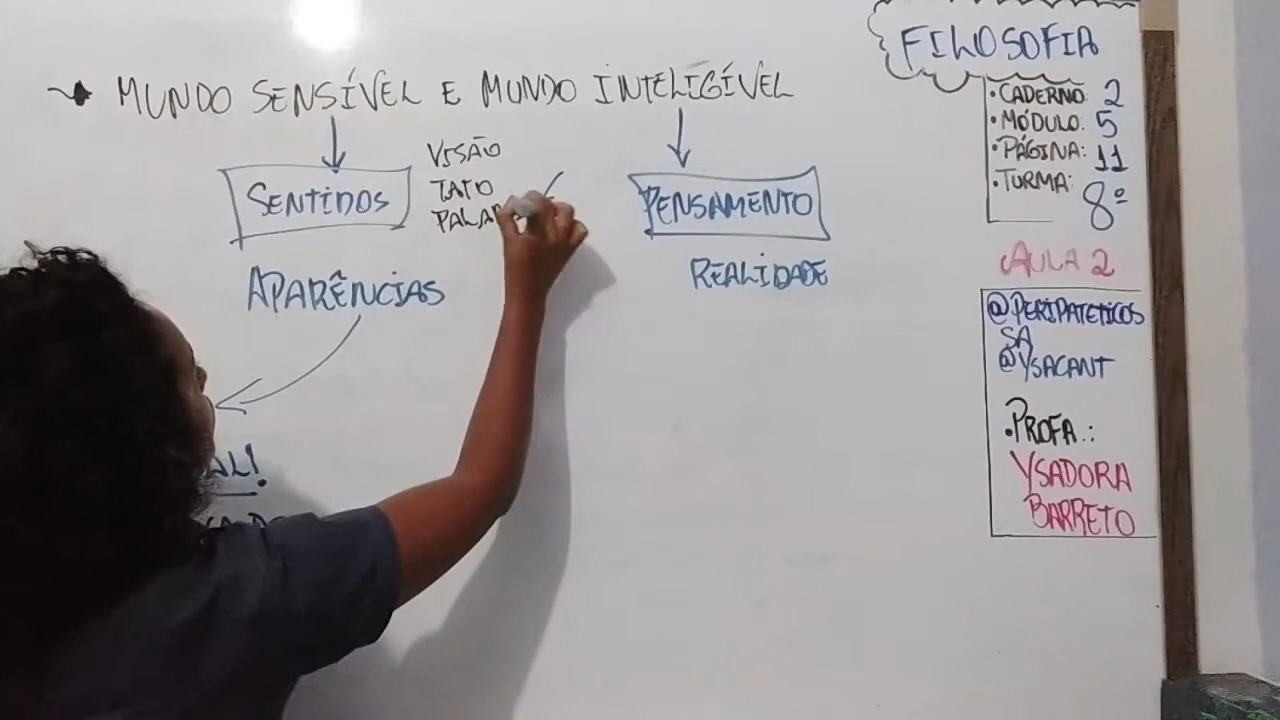 MUNDO SENSÍVEL E MUNDO INTELIGÍVEL
SENTIDOS
VISÃO
TATO
APARÊNCIAS
PENSAMENTO
REALIDADE
FILOSOFIA
•CADERNO: 2
•MÓDULO: 5
•PÁGINA: 11
•TURMA: 8º
AULA 2
@PERIPATETICOS
SA
@YSACANT
•PROFA.:
YSADORA
BARRETO